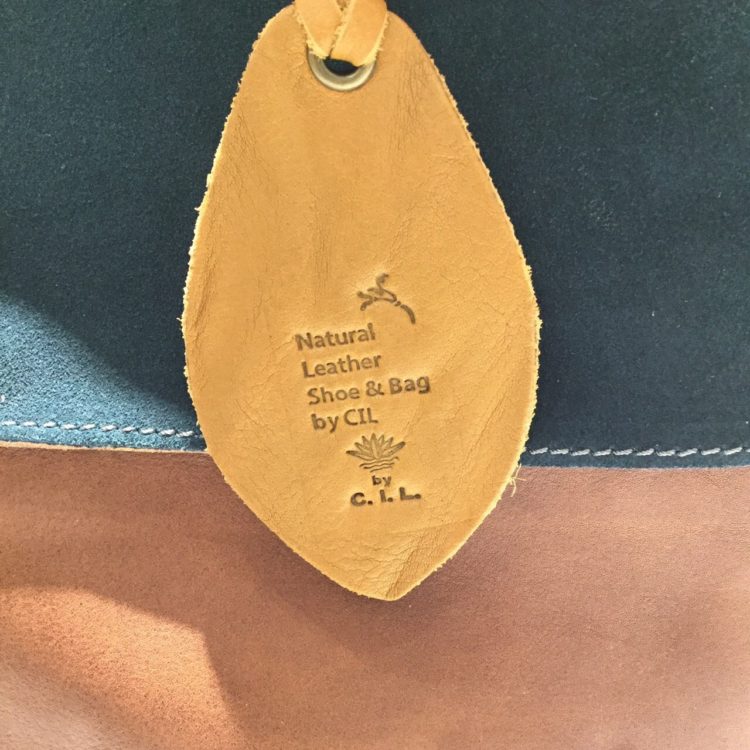 Natural
Leather
Shoe & Bag
by CIL
by
C. I. L.